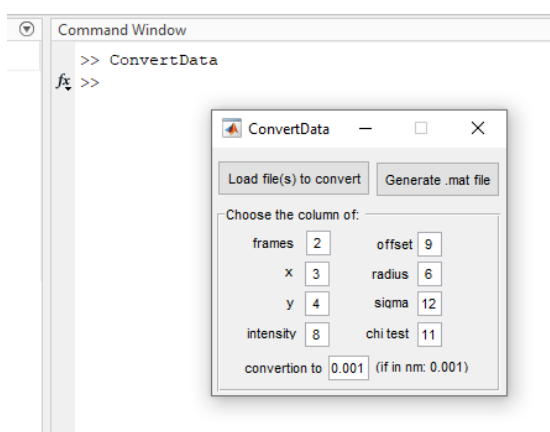 Command Window
>> ConvertData
fx >>
ConvertData
Load file(s) to convert Generate .mat file
Choose the column of:
frames 2 offset 9
x 3 radius 6
y 4 sigma 12
intensity 8 chi test 11
convertion to 0.001 (if in nm: 0.001)